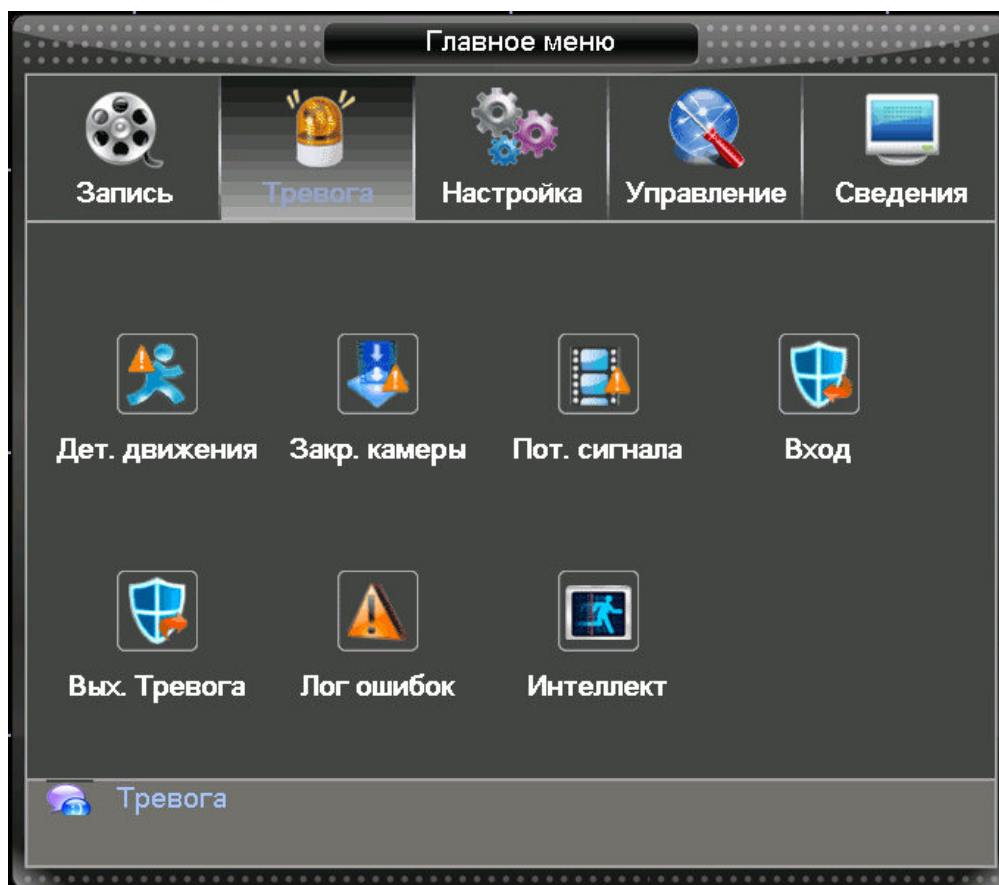 Главное меню
Запись Тревога Настройка Управление Сведения
Дет. движения Закр. камеры Пот. сигнала Вход
Вых. Тревога Лог ошибок Интеллект
Тревога